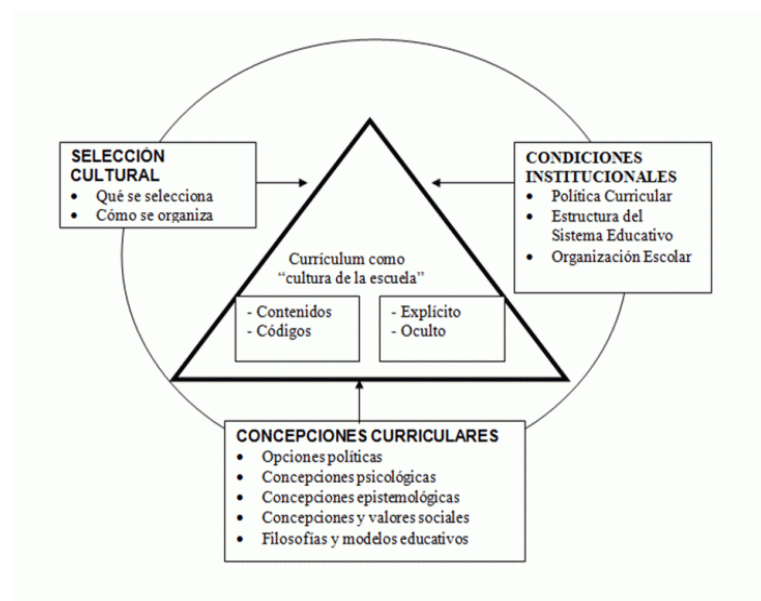 SELECCIÓN
CULTURAL
• Qué se selecciona
• Cómo se organiza
CONDICIONES
INSTITUCIONALES
• Política Curricular
• Estructura del
Sistema Educativo
• Organización Escolar
Currículum como
“cultura de la escuela”
- Contenidos
- Códigos
- Explícito
- Oculto
CONCEPCIONES CURRICULARES
• Opciones políticas
• Concepciones psicológicas
• Concepciones epistemológicas
• Concepciones y valores sociales
• Filosofías y modelos educativos